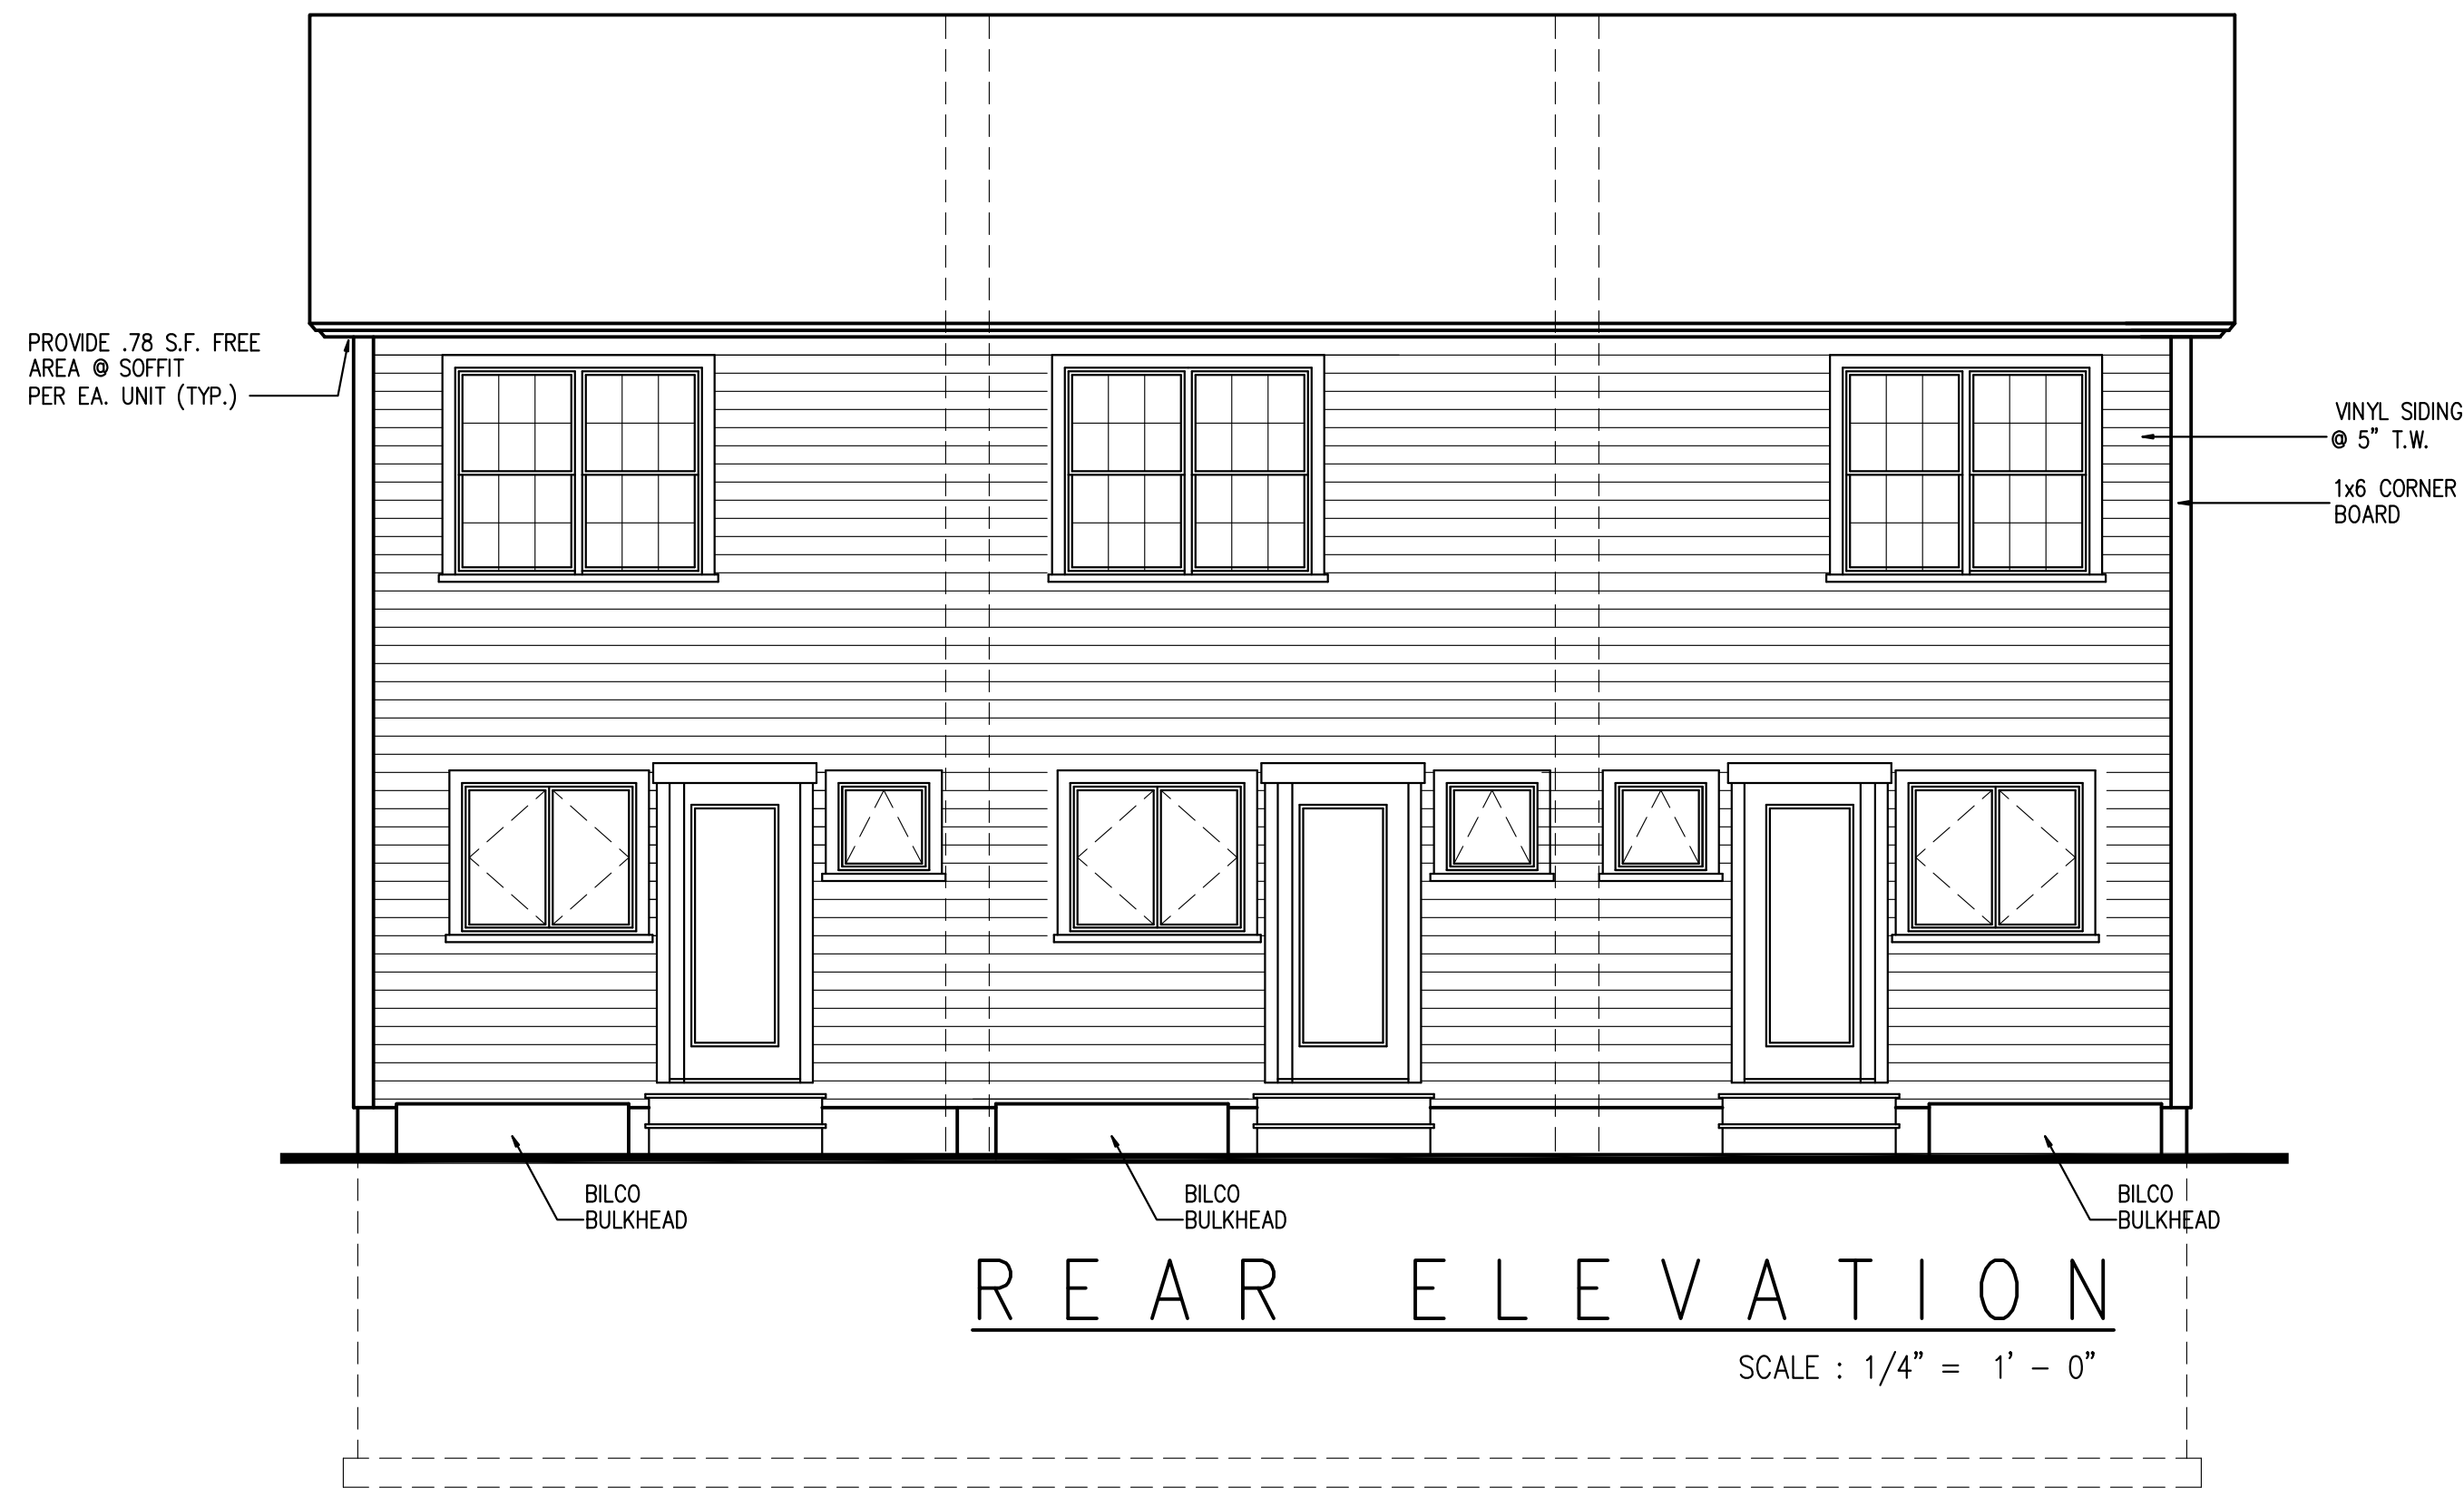 PROVIDE .78 S.F. FREE
AREA @ SOFFIT
PER EA. UNIT (TYP.)
VINYL SIDING
@ 5" T.W.
1x6 CORNER
BOARD
BILCO
BULKHEAD
BILCO
BULKHEAD
BILCO
BULKHEAD
REAR ELEVATION
SCALE : 1/4" = 1' - 0"